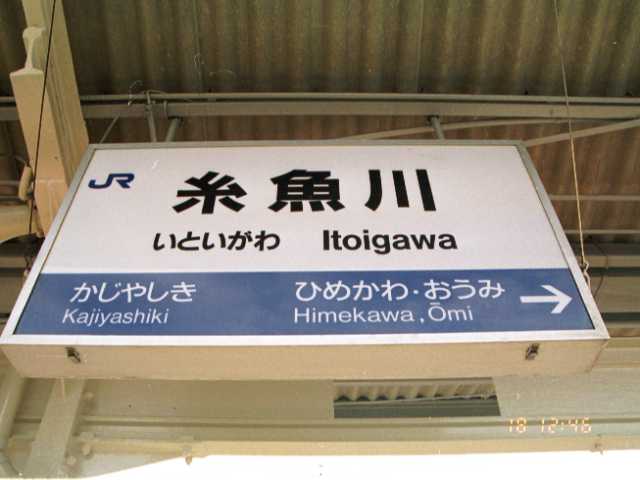 JR
糸魚川
いといがわ Itoigawa
かじやしき ひめかわ・おうみ →
Kajiyashiki Himekawa, Ōmi
18 12:46